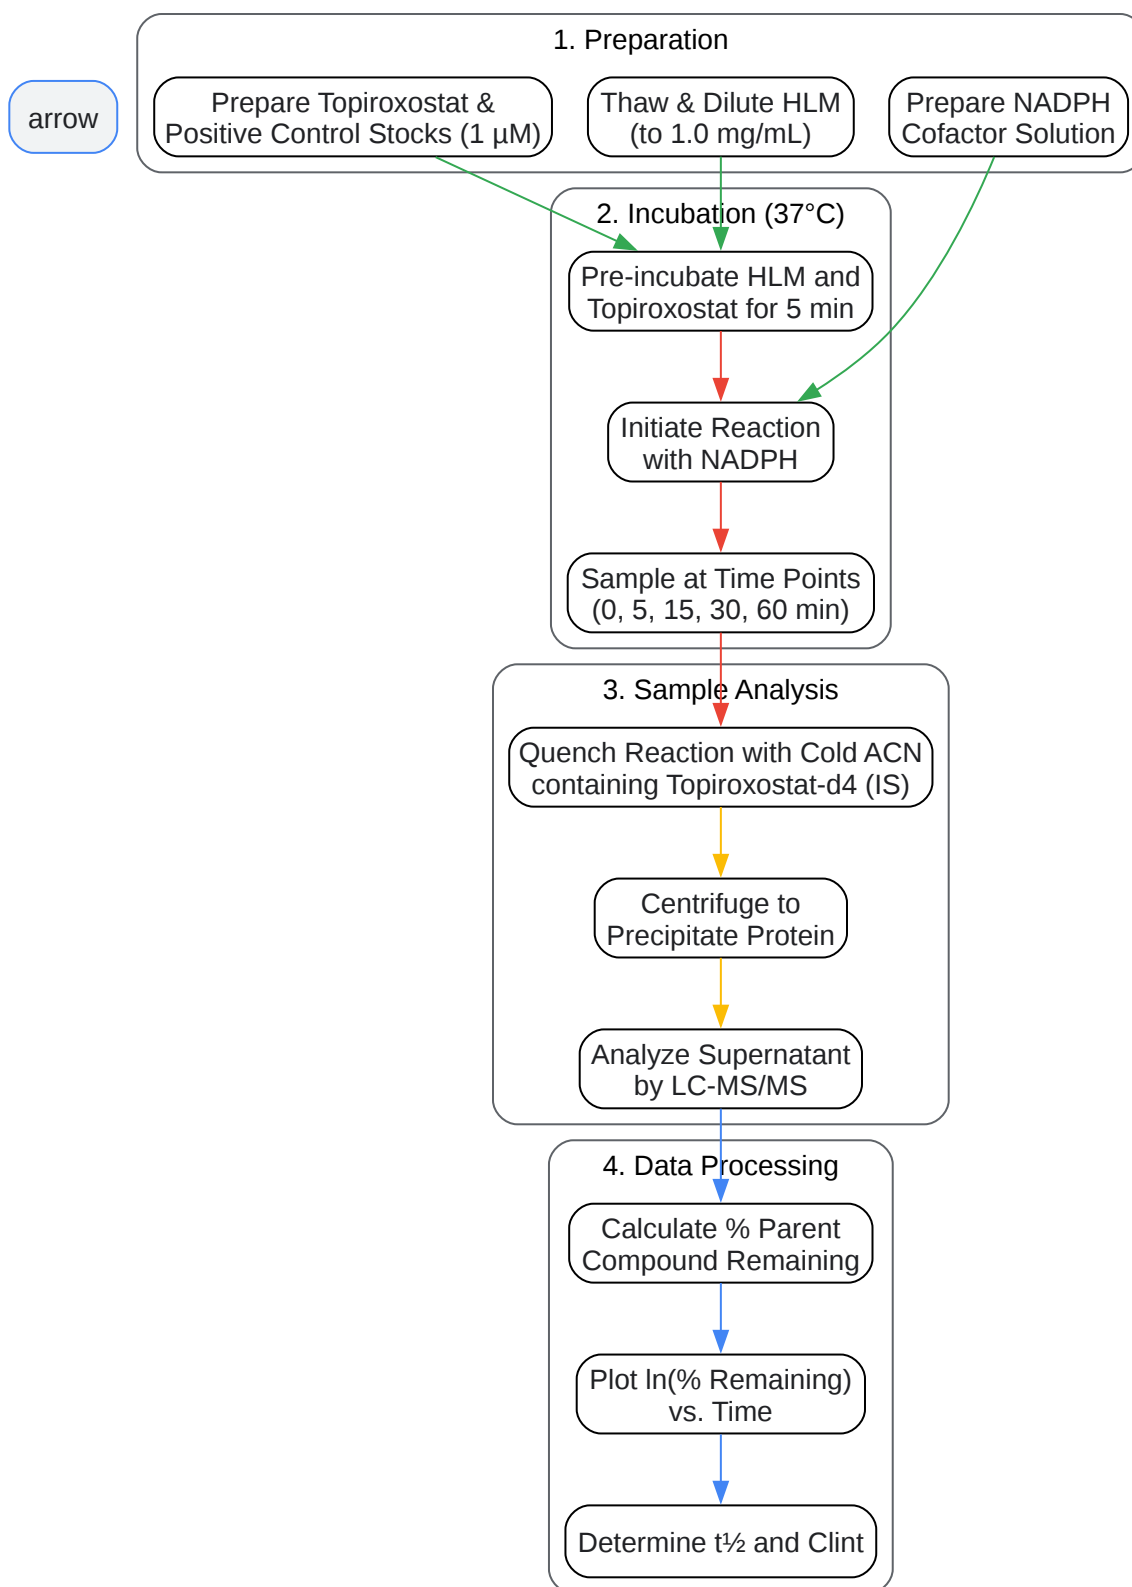 1. Preparation
arrow
Prepare Topiroxostat &
Positive Control Stocks (1 µM)
Thaw & Dilute HLM
(to 1.0 mg/mL)
Prepare NADPH
Cofactor Solution
2. Incubation (37°C)
Pre-incubate HLM and
Topiroxostat for 5 min
Initiate Reaction
with NADPH
Sample at Time Points
(0, 5, 15, 30, 60 min)
3. Sample Analysis
Quench Reaction with Cold ACN
containing Topiroxostat-d4 (IS)
Centrifuge to
Precipitate Protein
Analyze Supernatant
by LC-MS/MS
4. Data Processing
Calculate % Parent
Compound Remaining
Plot ln(% Remaining)
vs. Time
Determine t½ and Clint